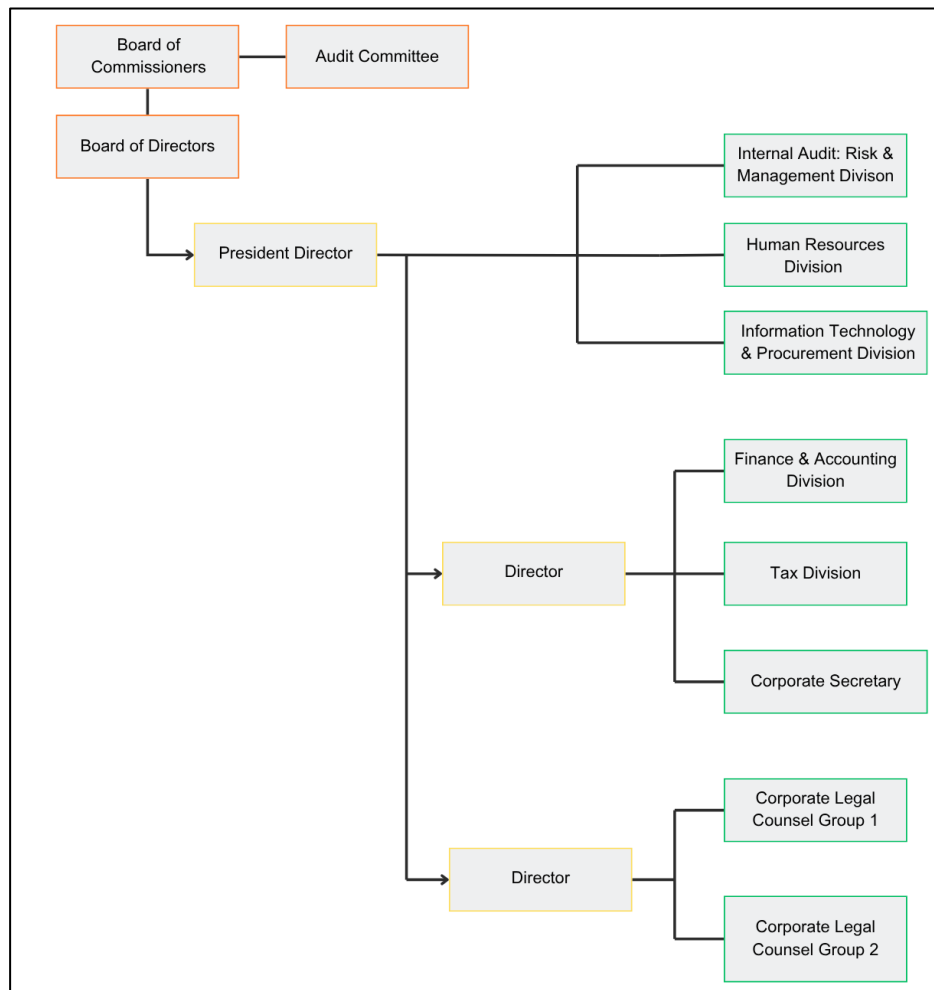 Board of
Commissioners
Audit Committee
Board of Directors
Internal Audit: Risk &
Management Divison
President Director
Human Resources
Division
Information Technology
& Procurement Division
Finance & Accounting
Division
Director
Tax Division
Corporate Secretary
Corporate Legal
Counsel Group 1
Director
Corporate Legal
Counsel Group 2